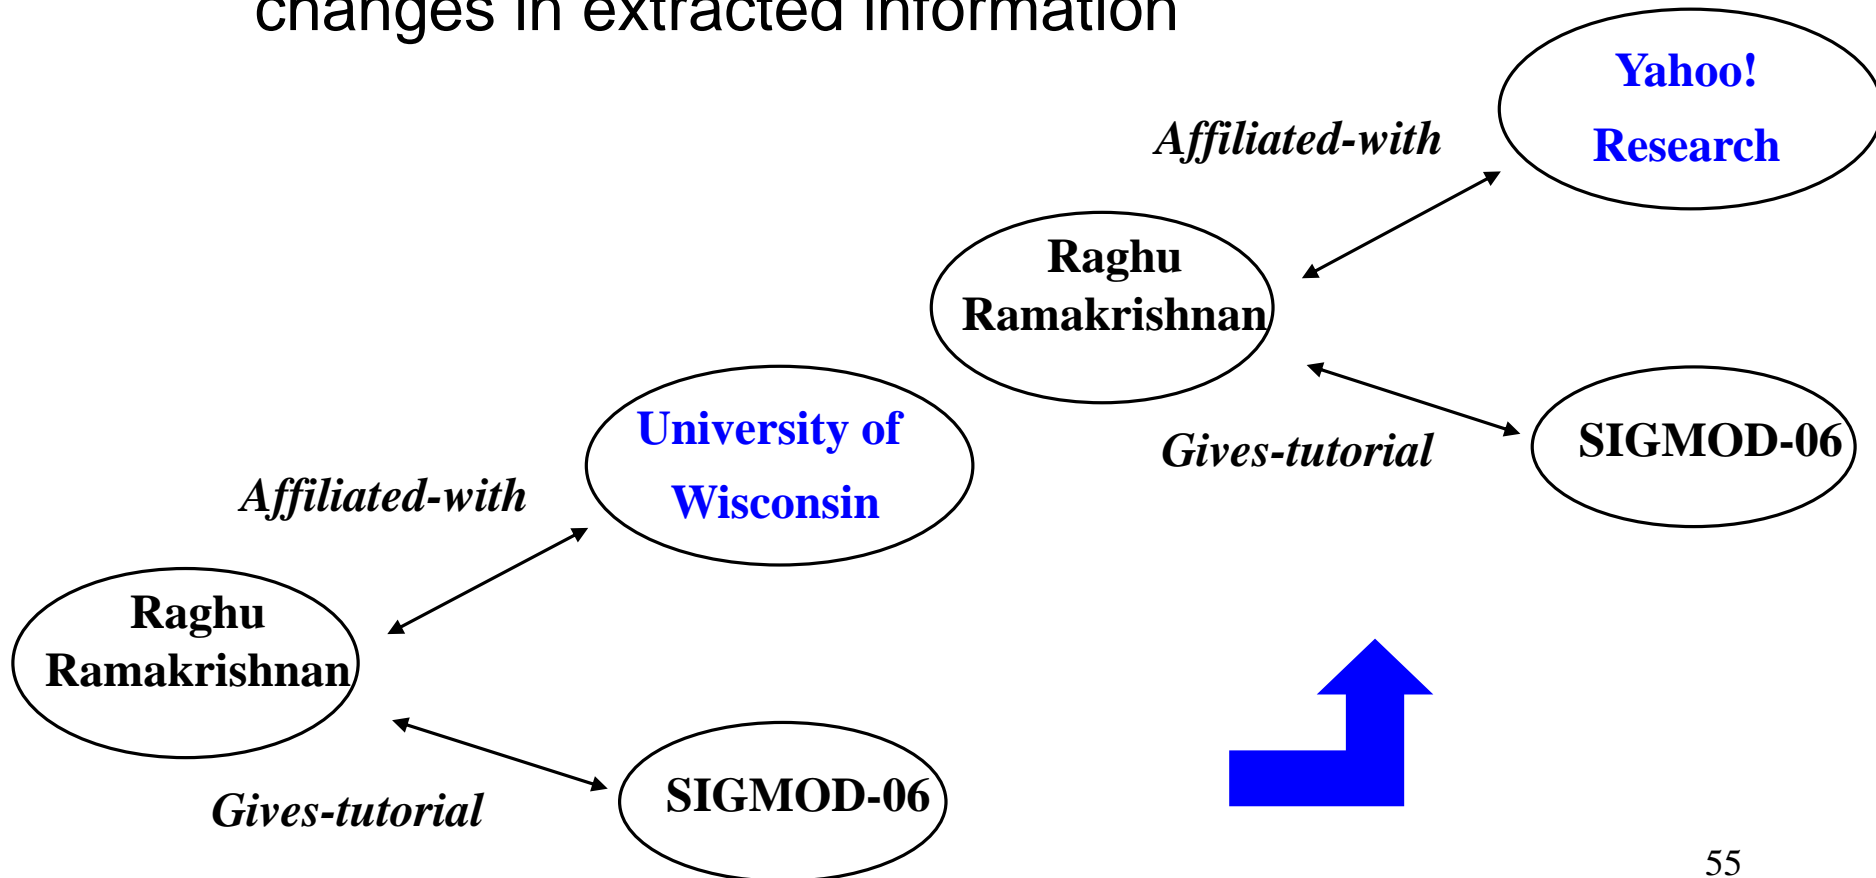 changes in extracted information
Yahoo!
Research
Affiliated-with
Raghu
Ramakrishnan
Gives-tutorial
SIGMOD-06
University of
Wisconsin
Affiliated-with
Raghu
Ramakrishnan
Gives-tutorial
SIGMOD-06
55